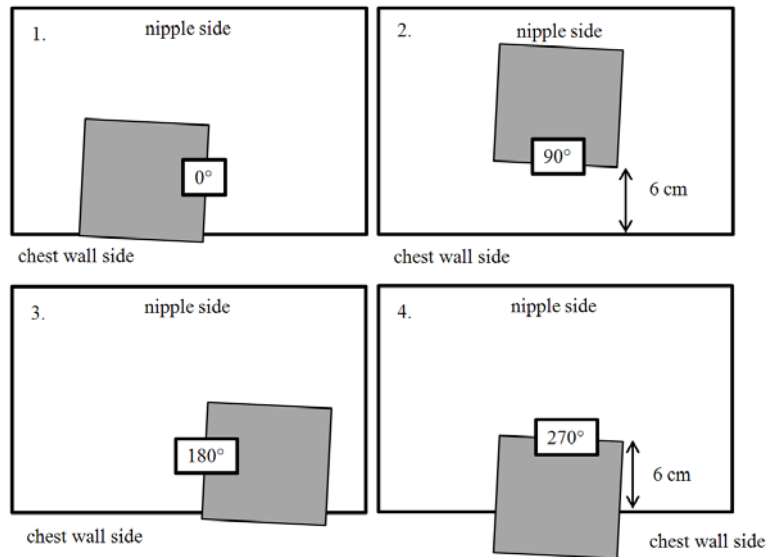 1.
nipple side
0°
chest wall side
2.
nipple side
90°
6 cm
chest wall side
3.
nipple side
180°
chest wall side
4.
nipple side
270°
6 cm
chest wall side